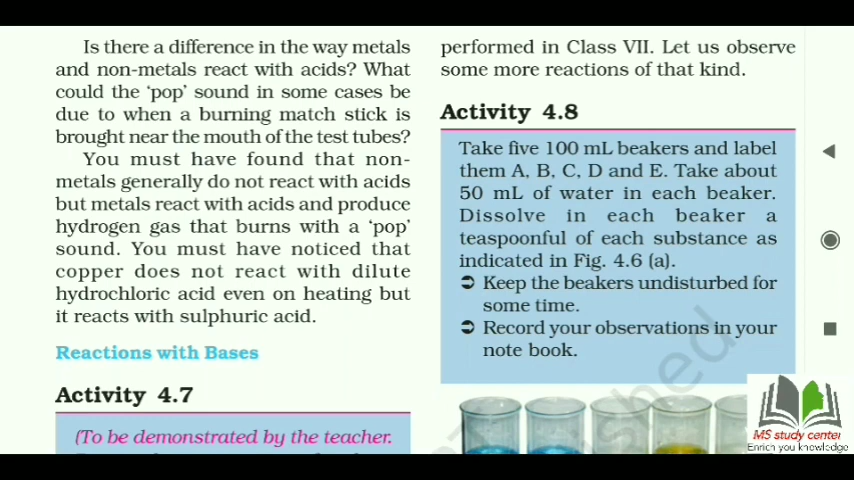 Is there a difference in the way metals
and non-metals react with acids? What
could the ‘pop’ sound in some cases be
due to when a burning match stick is
brought near the mouth of the test tubes?
You must have found that non-
metals generally do not react with acids
but metals react with acids and produce
hydrogen gas that burns with a ‘pop’
sound. You must have noticed that
copper does not react with dilute
hydrochloric acid even on heating but
it reacts with sulphuric acid.
Reactions with Bases
Activity 4.7
(To be demonstrated by the teacher.
performed in Class VII. Let us observe
some more reactions of that kind.
Activity 4.8
Take five 100 mL beakers and label
them A, B, C, D and E. Take about
50 mL of water in each beaker.
Dissolve in each beaker a
teaspoonful of each substance as
indicated in Fig. 4.6 (a).
➲ Keep the beakers undisturbed for
some time.
➲ Record your observations in your
note book.
MS study center
Enrich you knowledge